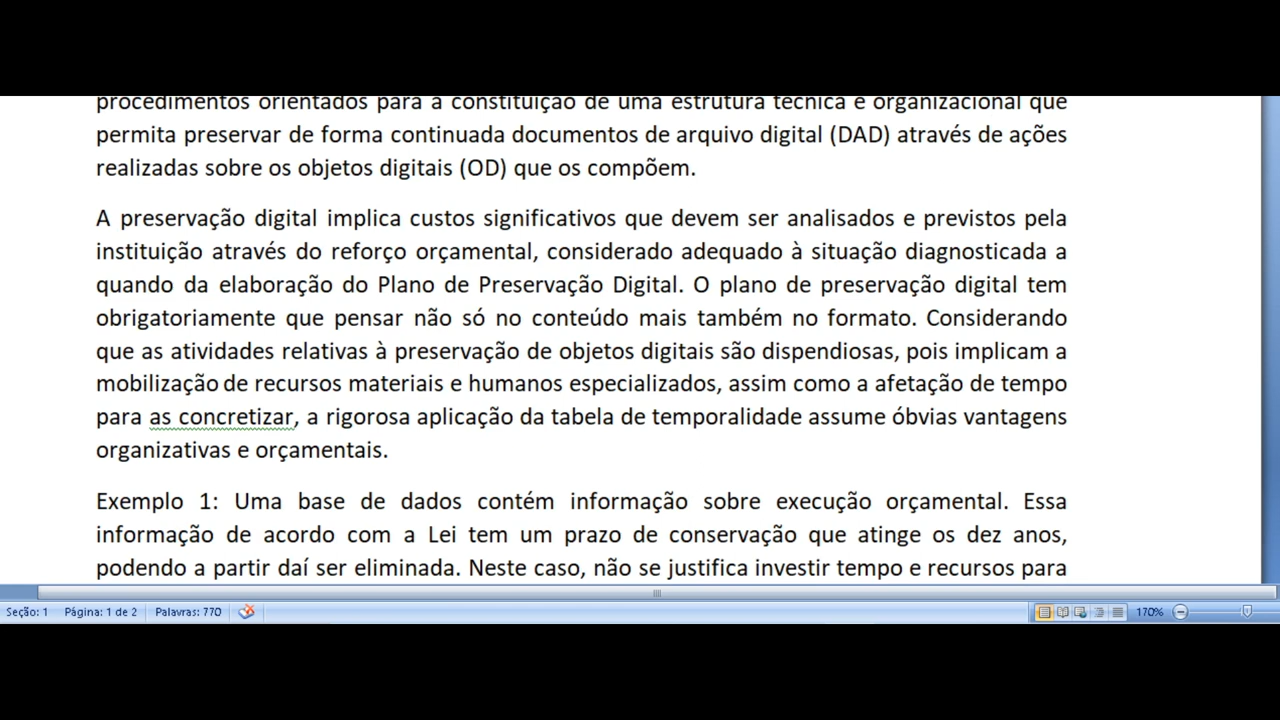 procedimentos orientados para a constituição de uma estrutura técnica e organizacional que
permita preservar de forma continuada documentos de arquivo digital (DAD) através de ações
realizadas sobre os objetos digitais (OD) que os compõem.
A preservação digital implica custos significativos que devem ser analisados e previstos pela
instituição através do reforço orçamental, considerado adequado à situação diagnosticada a
quando da elaboração do Plano de Preservação Digital. O plano de preservação digital tem
obrigatoriamente que pensar não só no conteúdo mais também no formato. Considerando
que as atividades relativas à preservação de objetos digitais são dispendiosas, pois implicam a
mobilização de recursos materiais e humanos especializados, assim como a afetação de tempo
para as concretizar, a rigorosa aplicação da tabela de temporalidade assume óbvias vantagens
organizativas e orçamentais.
Exemplo 1: Uma base de dados contém informação sobre execução orçamental. Essa
informação de acordo com a Lei tem um prazo de conservação que atinge os dez anos,
podendo a partir daí ser eliminada. Neste caso, não se justifica investir tempo e recursos para
Seção: 1 Página: 1 de 2 Palavras: 770 170%